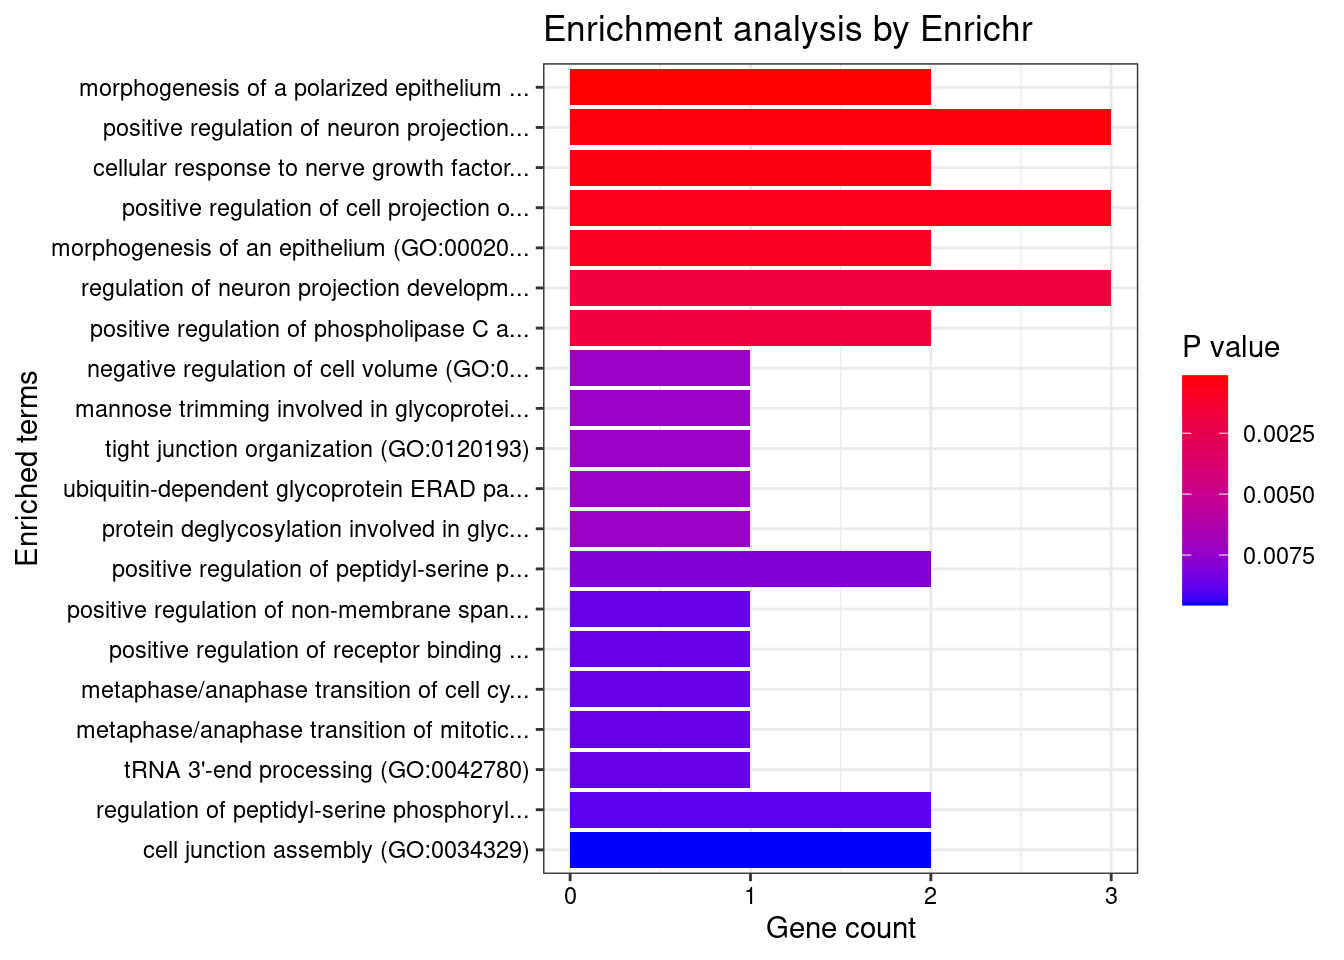 Enrichment analysis by Enrichr
morphogenesis of a polarized epithelium ...
positive regulation of neuron projection...
cellular response to nerve growth factor...
positive regulation of cell projection o...
morphogenesis of an epithelium (GO:00020...
regulation of neuron projection developm...
positive regulation of phospholipase C a...
negative regulation of cell volume (GO:0...
mannose trimming involved in glycoprotei...
tight junction organization (GO:0120193)
ubiquitin-dependent glycoprotein ERAD pa...
protein deglycosylation involved in glyc...
positive regulation of peptidyl-serine p...
positive regulation of non-membrane span...
positive regulation of receptor binding ...
metaphase/anaphase transition of cell cy...
metaphase/anaphase transition of mitotic...
tRNA 3'-end processing (GO:0042780)
regulation of peptidyl-serine phosphoryl...
cell junction assembly (GO:0034329)
Enriched terms
0 1 2 3
Gene count
P value
0.0025
0.0050
0.0075